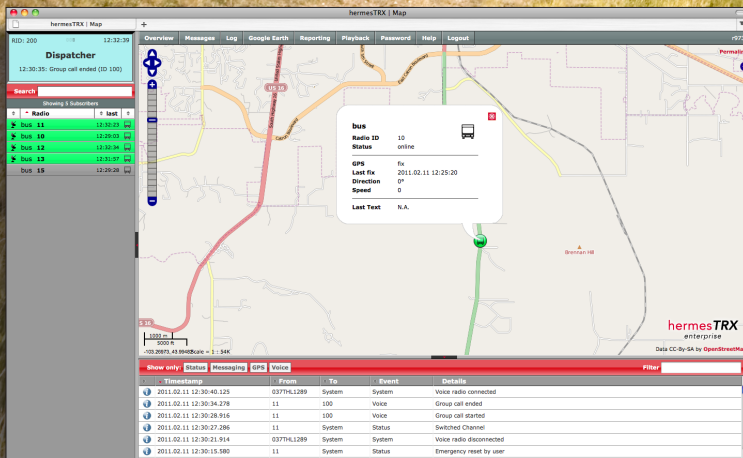 hermesTRX | Map
hermesTRX | Map
+
RID: 200 12:32:39
Dispatcher
12:30:35: Group call ended (ID 100)
Search
Showing 5 Subscribers
Radio last
bus 11 12:32:23
bus 10 12:29:03
bus 12 12:32:34
bus 13 12:31:57
bus 15 12:29:28
Overview Messages Log Google Earth Reporting Playback Password Help Logout
Permalin
US 16
bus
Radio ID 10
Status online
GPS fix
Last fix 2011.02.11 12:25:20
Direction 0°
Speed 0
Last Text N.A.
Brennan Hill
S 16
1000 m
5000 ft
Scale = 1 : 54K
hermesTRX
enterprise
Data CC-By-SA by OpenStreetMa
Show only: Status Messaging GPS Voice Filter
Timestamp From To Event Details
2011.02.11 12:30:40.125 037THL1289 System System Voice radio connected
2011.02.11 12:30:34.278 11 100 Voice Group call ended
2011.02.11 12:30:28.916 11 100 Voice Group call started
2011.02.11 12:30:27.286 11 System Status Switched Channel
2011.02.11 12:30:21.914 037THL1289 System System Voice radio disconnected
2011.02.11 12:30:15.580 11 System Status Emergency reset by user